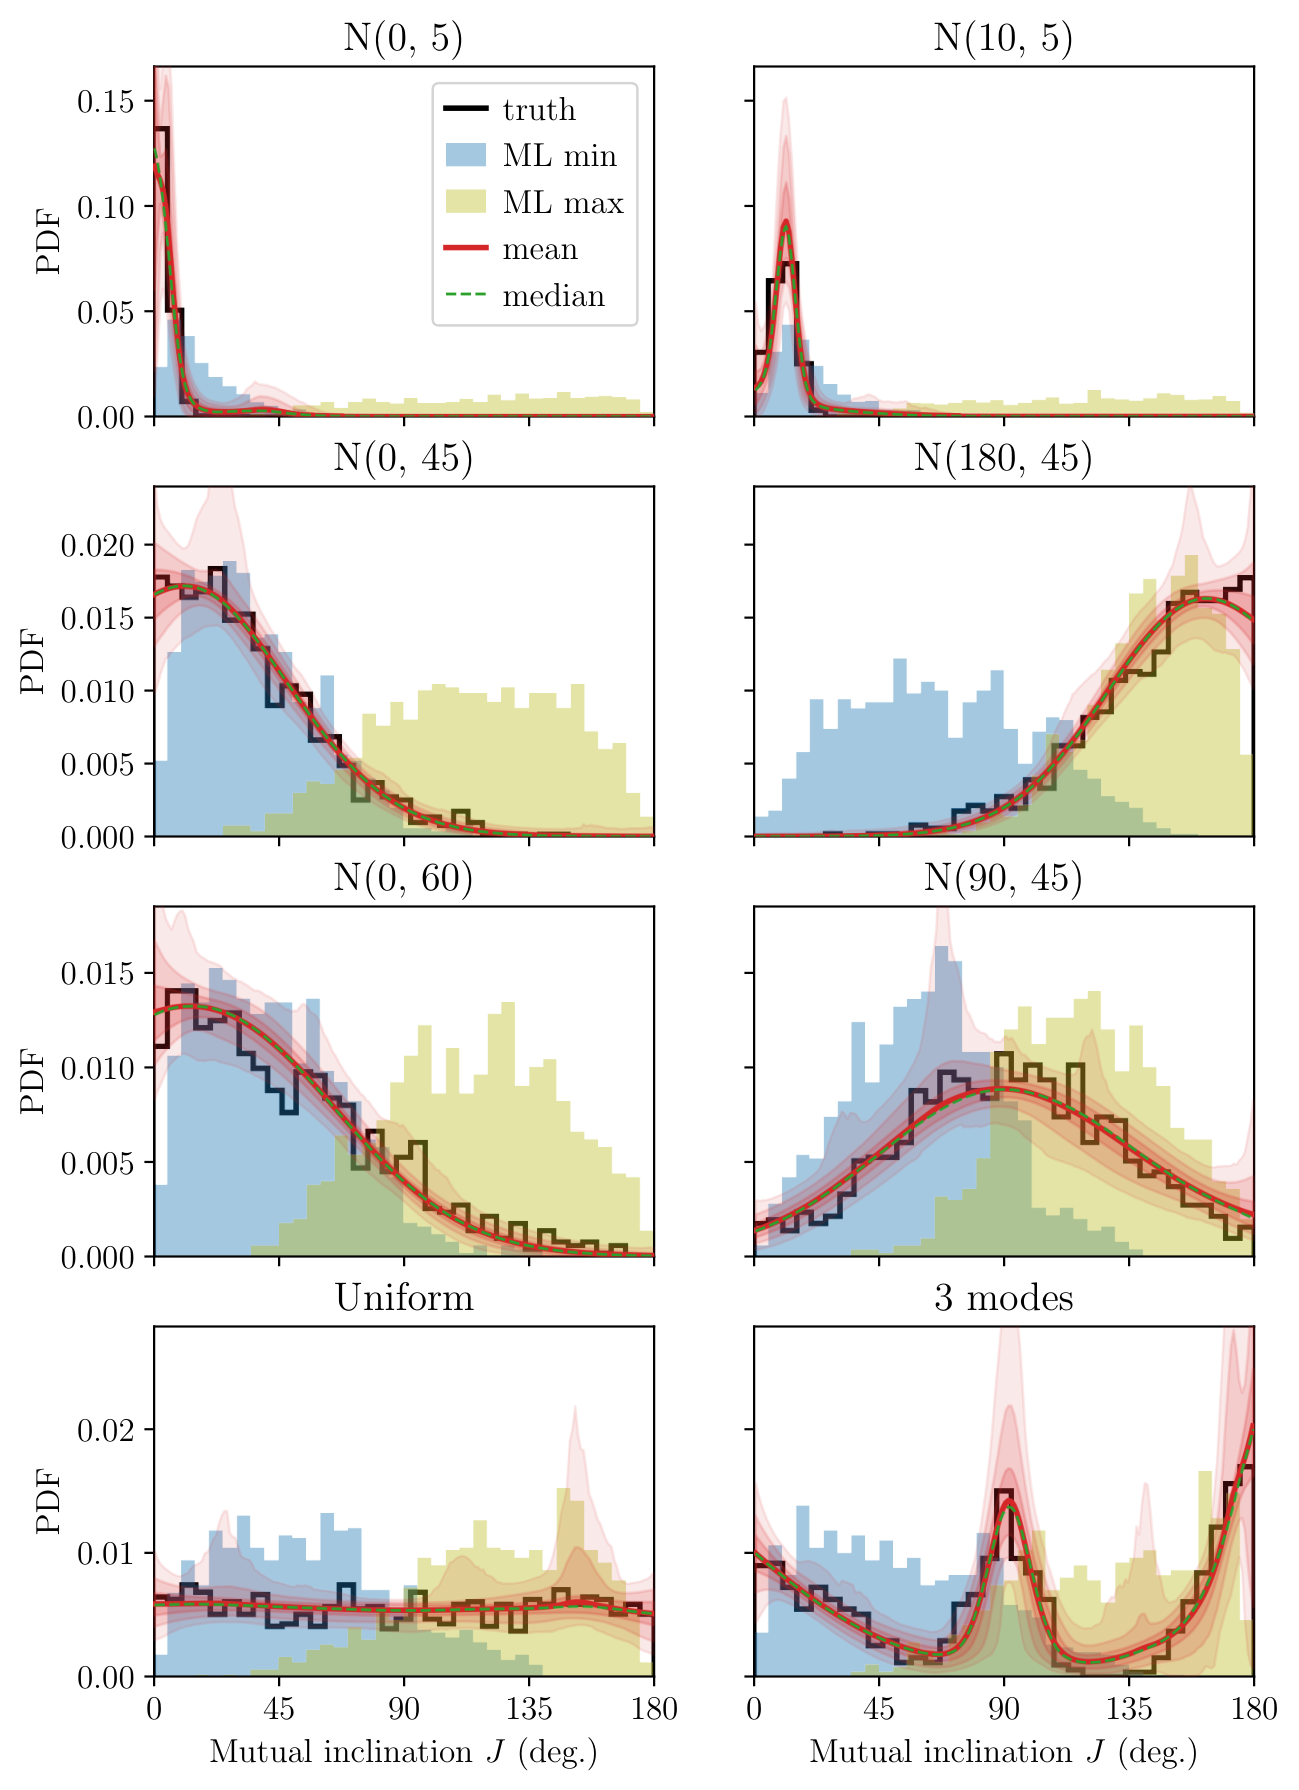 N(0, 5)
N(10, 5)
0.15
0.10
0.05
0.00
PDF
truth
ML min
ML max
mean
median
N(0, 45)
N(180, 45)
0.020
0.015
0.010
0.005
0.000
PDF
N(0, 60)
N(90, 45)
0.015
0.010
0.005
0.000
PDF
Uniform
3 modes
0.02
0.01
0.00
PDF
0 45 90 135 180
0 45 90 135 180
Mutual inclination J (deg.)
Mutual inclination J (deg.)